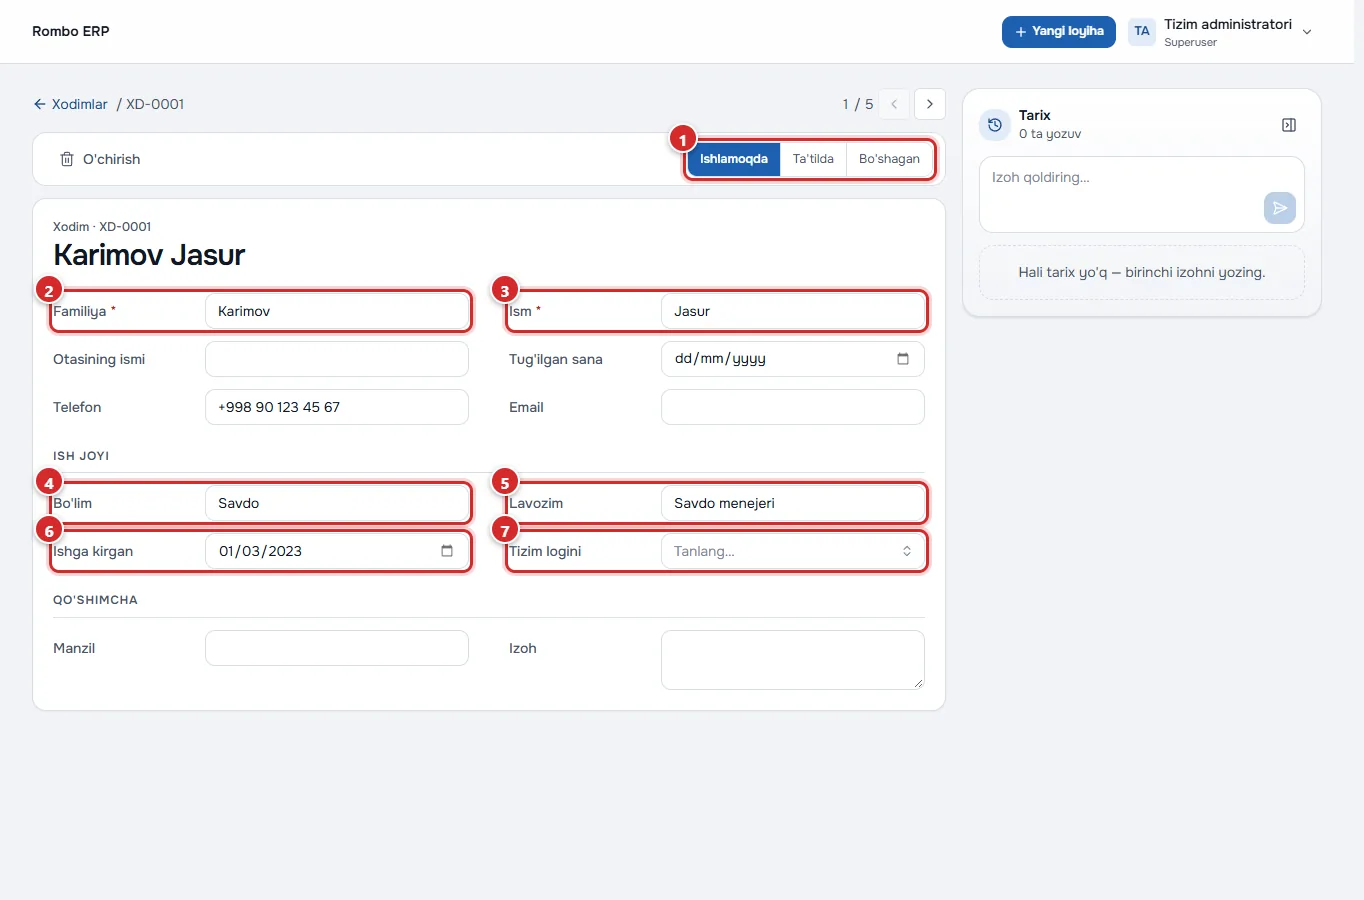 Rombo ERP
+ Yangi loyiha
TA
Tizim administratori
Superuser
← Xodimlar / XD-0001
1 / 5
O'chirish
1
Ishlamoqda
Ta'tilda
Bo'shagan
Xodim · XD-0001
Karimov Jasur
2
Familiya *
Karimov
3
Ism *
Jasur
Otasining ismi
Tug'ilgan sana
dd/mm/yyyy
Telefon
+998 90 123 45 67
Email
ISH JOYI
4
Bo'lim
Savdo
5
Lavozim
Savdo menejeri
6
Ishga kirgan
01/03/2023
7
Tizim logini
Tanlang...
QO'SHIMCHA
Manzil
Izoh
Tarix
0 ta yozuv
Izoh qoldiring...
Hali tarix yo'q — birinchi izohni yozing.